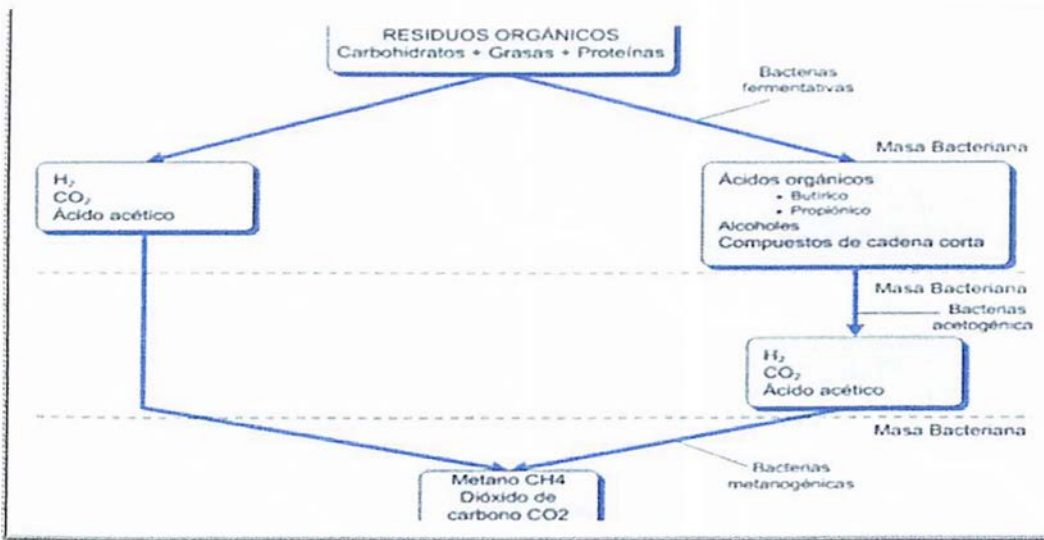 RESIDUOS ORGÁNICOS
Carbohidratos + Grasas + Proteínas
Bacterias
fermentativas
Masa Bacteriana
H₂
CO₂
Ácido acético
Ácidos orgánicos
• Butírico
• Propiónico
Alcoholes
Compuestos de cadena corta
Masa Bacteriana
Bacterias
acetogénica
H₂
CO₂
Ácido acético
Masa Bacteriana
Bacterias
metanogénicas
Metano CH4
Dióxido de
carbono CO2